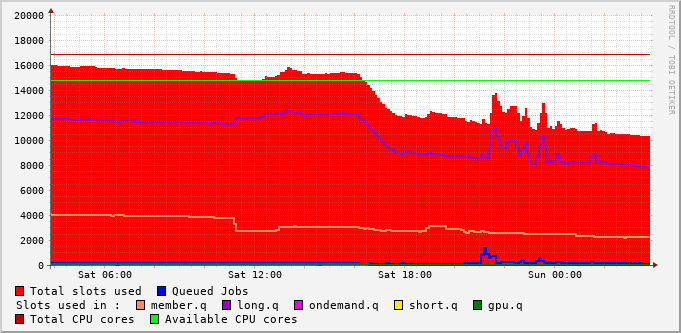 20000
18000
16000
14000
12000
10000
8000
6000
4000
2000
0
Sat 06:00 Sat 12:00 Sat 18:00 Sun 00:00
RRDTOOL / TOBI OETIKER
Total slots used Queued Jobs
Slots used in : member.q long.q ondemand.q short.q gpu.q
Total CPU cores Available CPU cores